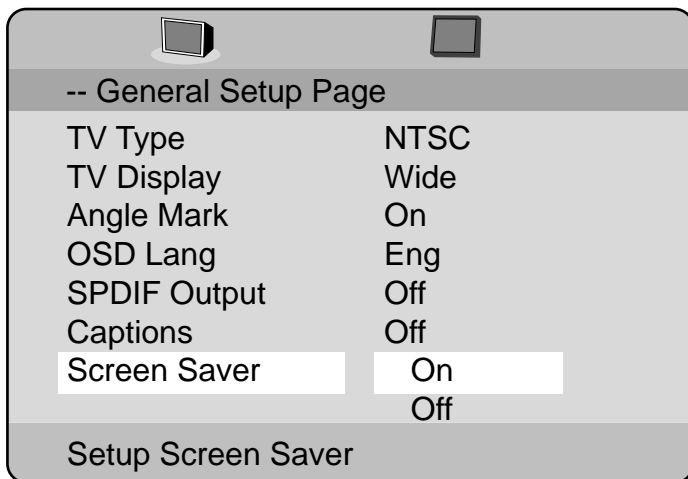 -- General Setup Page
TV Type NTSC
TV Display Wide
Angle Mark On
OSD Lang Eng
SPDIF Output Off
Captions Off
Screen Saver On
Off
Setup Screen Saver